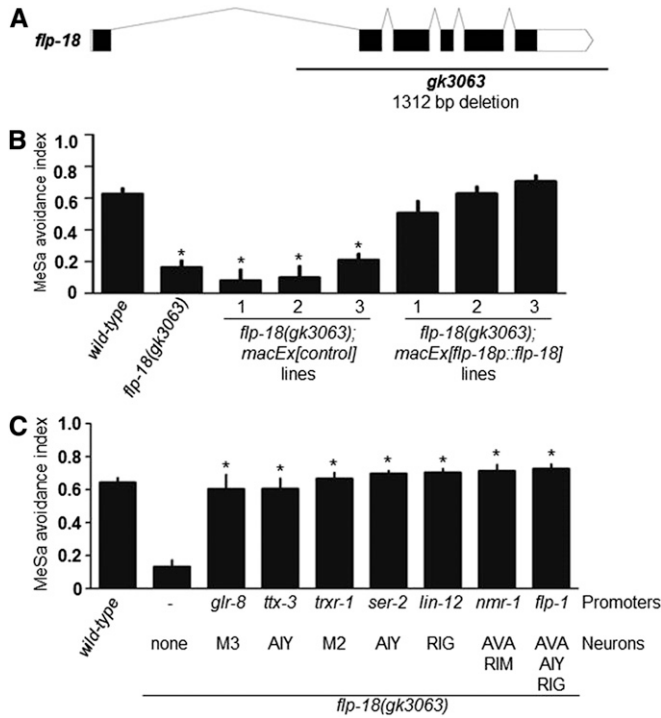 A
flp-18
gk3063
1312 bp deletion
B
MeSa avoidance index
1.0
0.8
0.6
0.4
0.2
0
* * * *
wild-type
flp-18(gk3063)
1 2 3 1 2 3
flp-18(gk3063); flp-18(gk3063);
macEx[control] macEx[flp-18p::flp-18]
lines lines
C
MeSa avoidance index
1.0
0.8
0.6
0.4
0.2
0
* * * * * * *
wild-type
- glr-8 ttx-3 trxr-1 ser-2 lin-12 nmr-1 flp-1 Promoters
none M3 AIY M2 AIY RIG AVA AVA Neurons
RIM AIY
RIG
flp-18(gk3063)